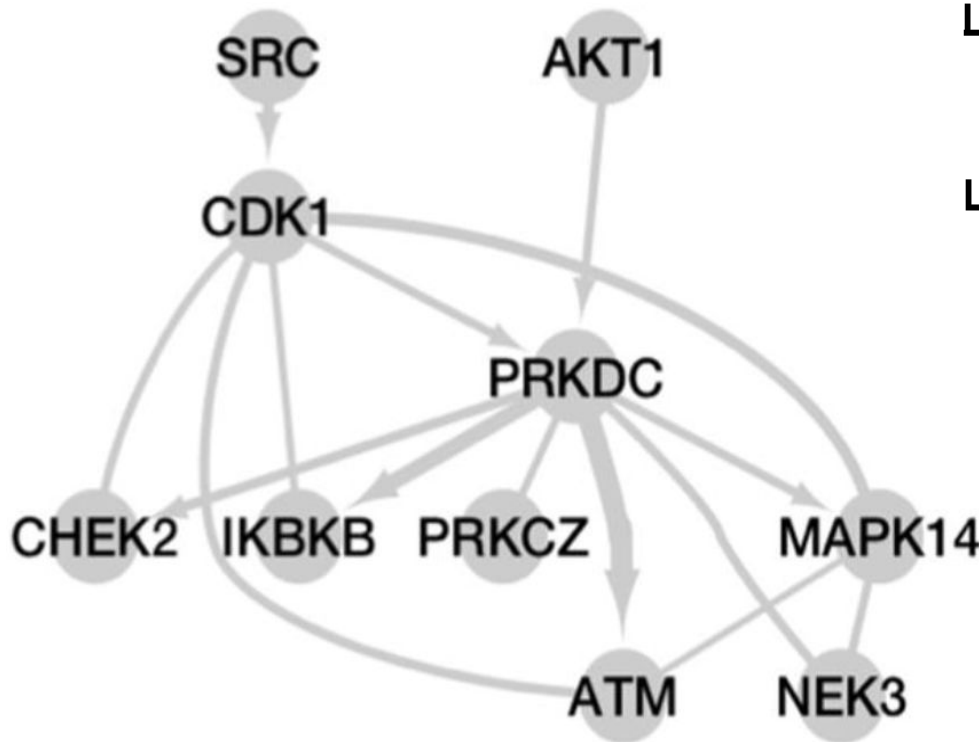 SRC AKT1
L
CDK1
L
PRKDC
CHEK2 IKBKB PRKCZ MAPK14
ATM NEK3